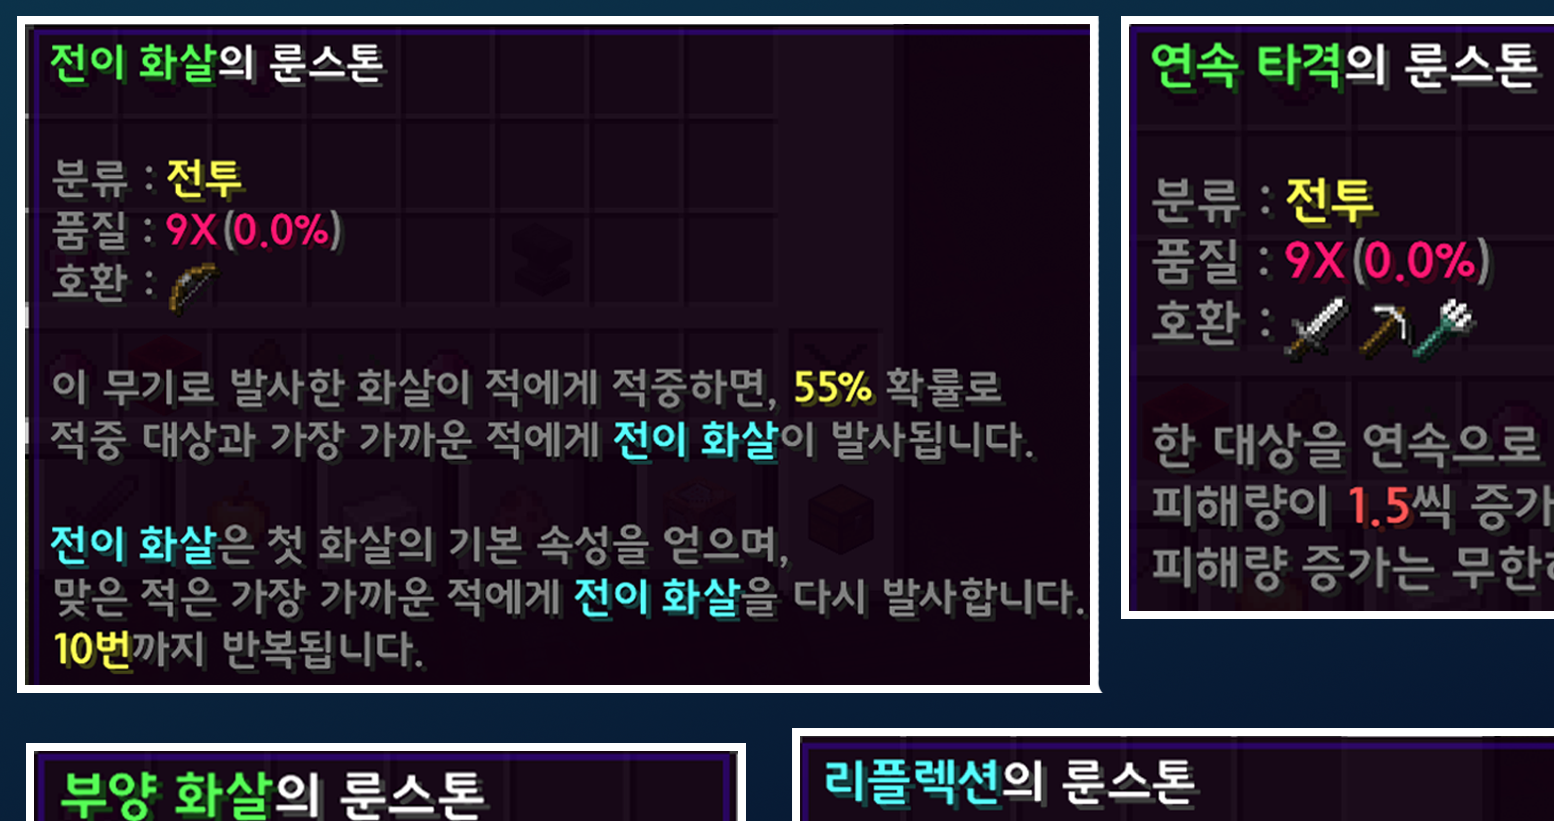 전이 화살의 룬스톤
분류 : 전투
품질 : 9X(0.0%)
호환 :
이 무기로 발사한 화살이 적에게 적중하면, 55% 확률로
적중 대상과 가장 가까운 적에게 전이 화살이 발사됩니다.
전이 화살은 첫 화살의 기본 속성을 얻으며,
맞은 적은 가장 가까운 적에게 전이 화살을 다시 발사합니다.
10번까지 반복됩니다.
연속 타격의 룬스톤
분류 : 전투
품질 : 9X(0.0%)
호환 :
한 대상을 연속으로
피해량이 1.5씩 증가
피해량 증가는 무한
부양 화살의 룬스톤
리플렉션의 룬스톤